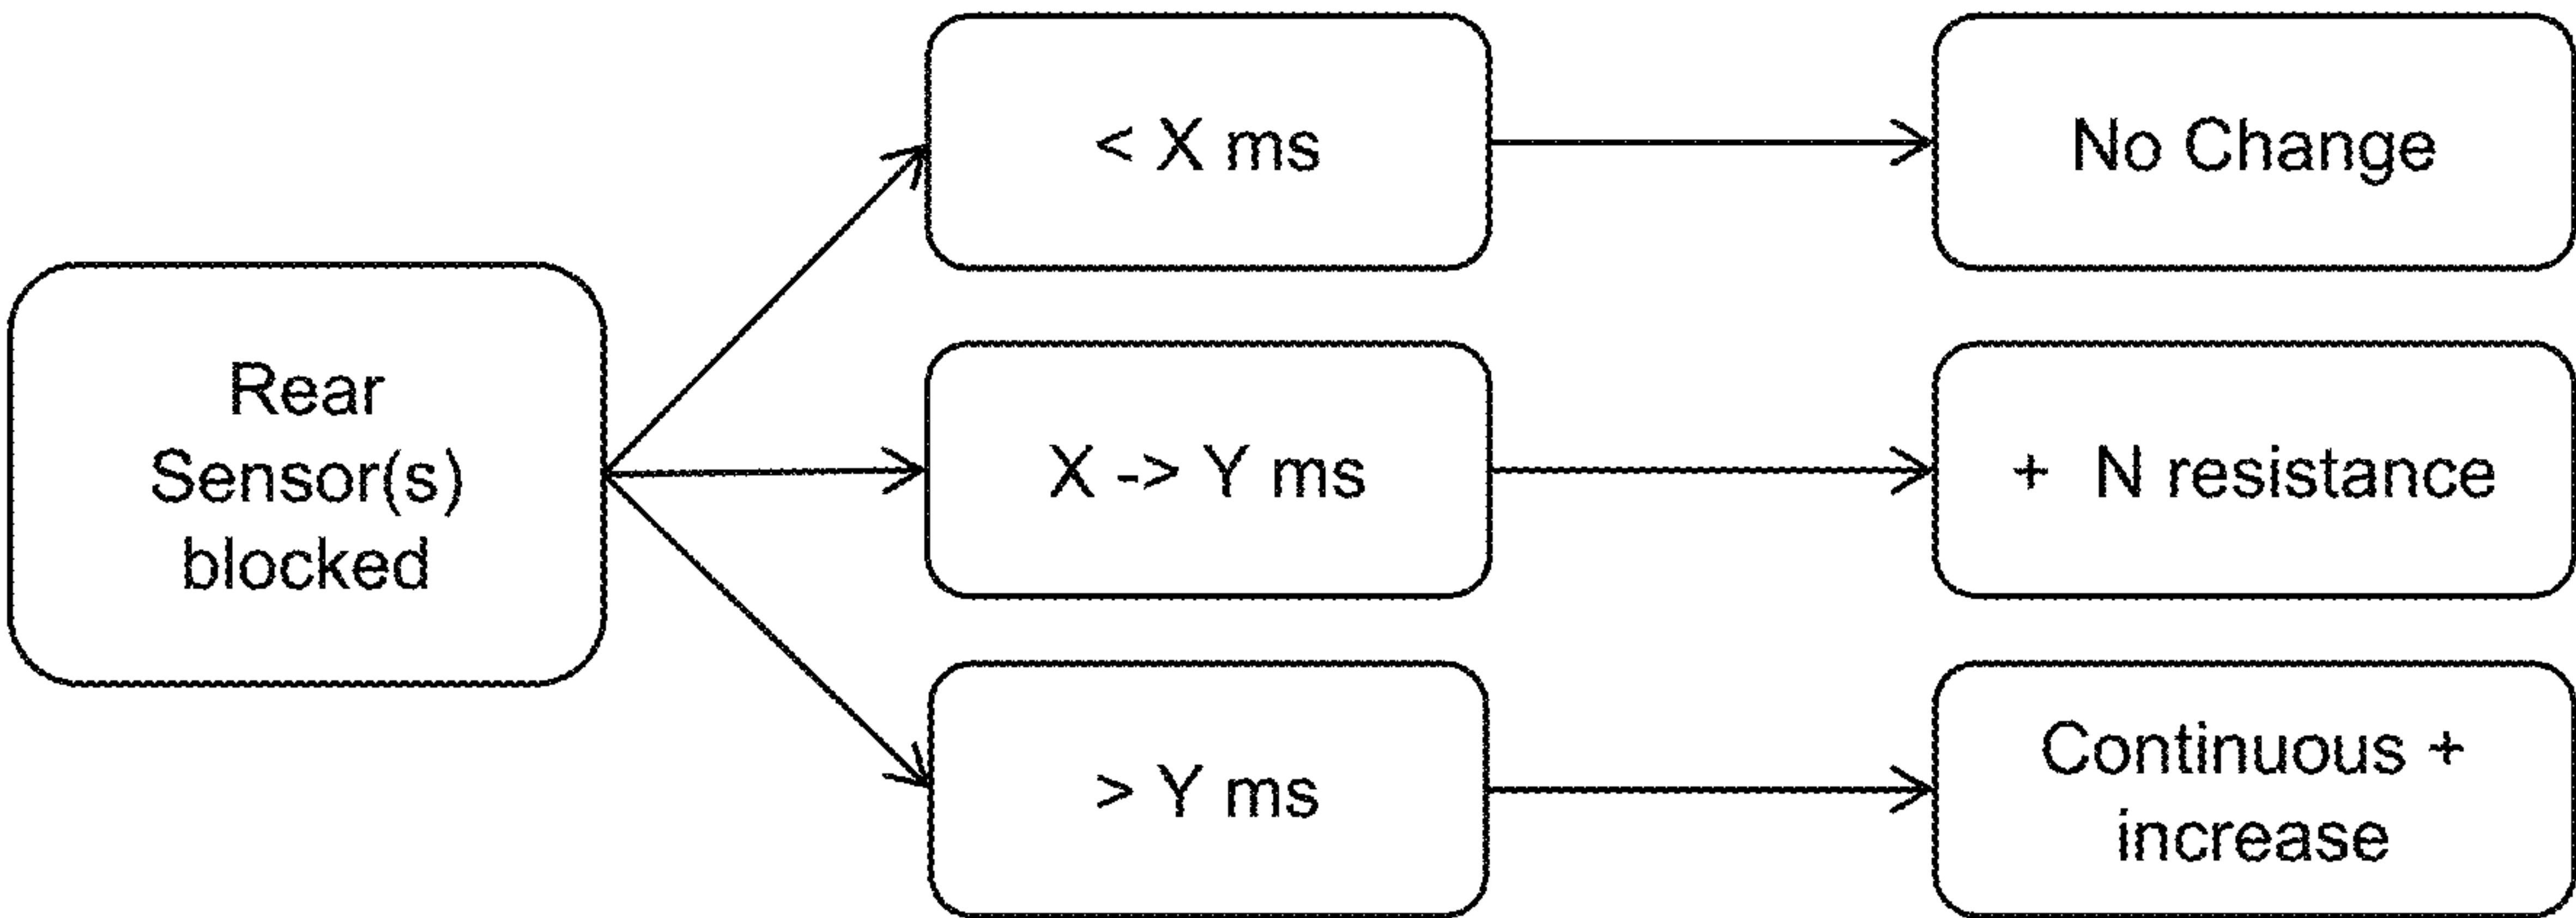 < X ms
No Change
Rear
Sensor(s)
blocked
X -> Y ms
+ N resistance
> Y ms
Continuous +
increase